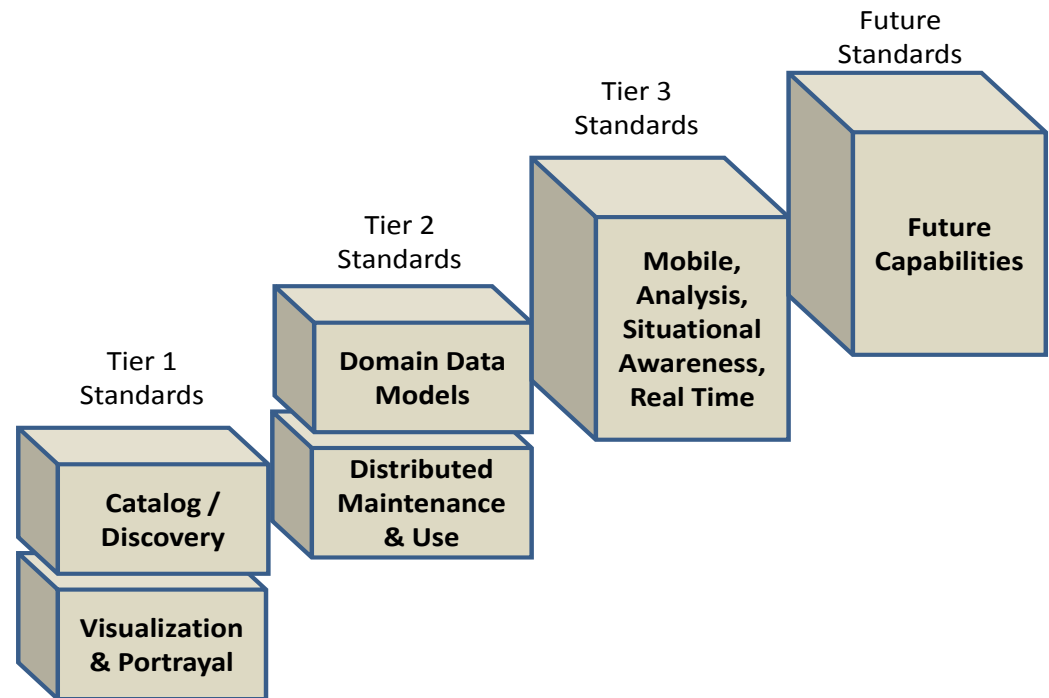 Tier 1
Standards
Catalog /
Discovery
Visualization
& Portrayal
Tier 2
Standards
Domain Data
Models
Distributed
Maintenance
& Use
Tier 3
Standards
Mobile,
Analysis,
Situational
Awareness,
Real Time
Future
Standards
Future
Capabilities